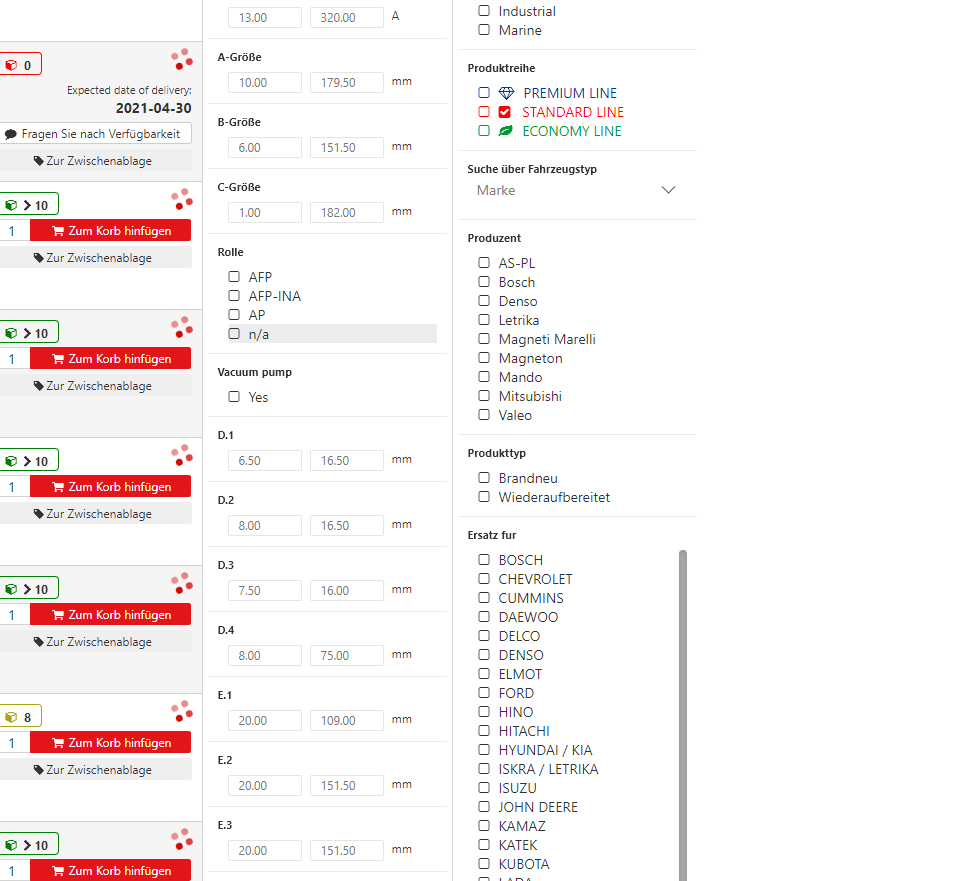 0
Expected date of delivery:
2021-04-30
Fragen Sie nach Verfügbarkeit
Zur Zwischenablage
> 10
1 Zum Korb hinfügen
Zur Zwischenablage
> 10
1 Zum Korb hinfügen
Zur Zwischenablage
> 10
1 Zum Korb hinfügen
Zur Zwischenablage
> 10
1 Zum Korb hinfügen
Zur Zwischenablage
8
1 Zum Korb hinfügen
Zur Zwischenablage
> 10
1 Zum Korb hinfügen
13.00 320.00 A
A-Größe
10.00 179.50 mm
B-Größe
6.00 151.50 mm
C-Größe
1.00 182.00 mm
Rolle
AFP
AFP-INA
AP
n/a
Vacuum pump
Yes
D.1
6.50 16.50 mm
D.2
8.00 16.50 mm
D.3
7.50 16.00 mm
D.4
8.00 75.00 mm
E.1
20.00 109.00 mm
E.2
20.00 151.50 mm
E.3
20.00 151.50 mm
Industrial
Marine
Produktreihe
PREMIUM LINE
STANDARD LINE
ECONOMY LINE
Suche über Fahrzeugstyp
Marke
Produzent
AS-PL
Bosch
Denso
Letrika
Magneti Marelli
Magneton
Mando
Mitsubishi
Valeo
Produkttyp
Brandneu
Wiederaufbereitet
Ersatz fur
BOSCH
CHEVROLET
CUMMINS
DAEWOO
DELCO
DENSO
ELMOT
FORD
HINO
HITACHI
HYUNDAI / KIA
ISKRA / LETRIKA
ISUZU
JOHN DEERE
KAMAZ
KATEK
KUBOTA